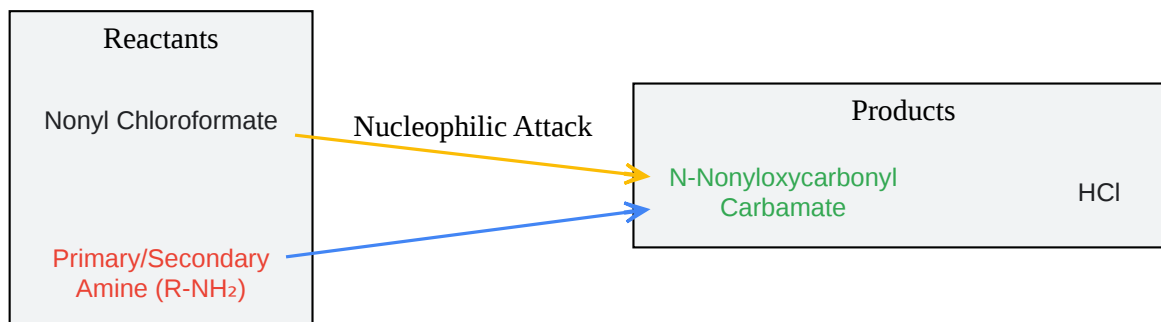 Reactants
Nonyl Chloroformate
Nucleophilic Attack
Primary/Secondary
Amine (R-NH₂)
Products
N-Nonyloxycarbonyl
Carbamate
HCl